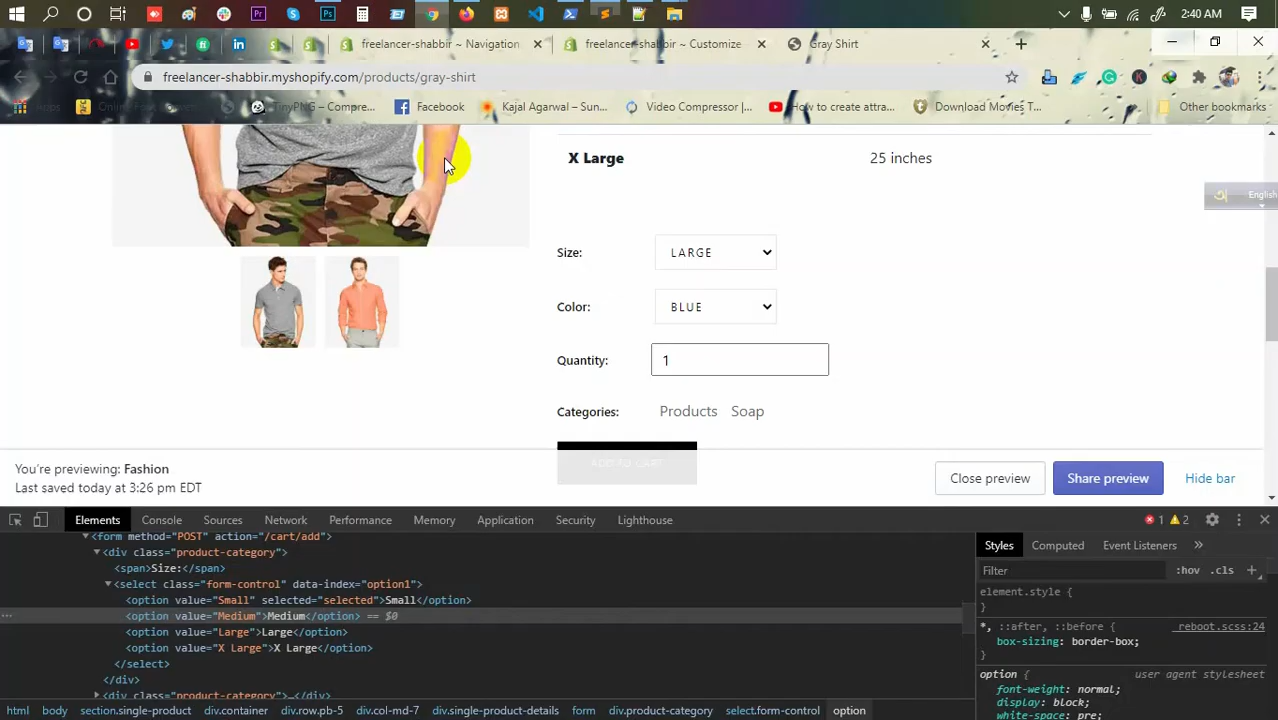 2:40 AM
freelancer-shabbir ~ Navigation
freelancer-shabbir ~ Customize
Gray Shirt
freelancer-shabbir.myshopify.com/products/gray-shirt
Apps
TinyPNG – Compre...
Facebook
Kajal Agarwal – Sun...
Video Compressor |...
How to create attra...
Download Movies T...
Other bookmarks
X Large 25 inches
English
Size: LARGE
Color: BLUE
Quantity: 1
Categories: Products Soap
ADD TO CART
You're previewing: Fashion
Last saved today at 3:26 pm EDT
Close preview
Share preview
Hide bar
Elements Console Sources Network Performance Memory Application Security Lighthouse 1 2
<form method="POST" action="/cart/add">
<div class="product-category">
<span>Size:</span>
<select class="form-control" data-index="option1">
<option value="Small" selected="selected">Small</option>
<option value="Medium">Medium</option> == $0
<option value="Large">Large</option>
<option value="X Large">X Large</option>
</select>
</div>
<div class="product-category">…</div>
html body section.single-product div.container div.row.pb-5 div.col-md-7 div.single-product-details form div.product-category select.form-control option
Styles Computed Event Listeners »
Filter :hov .cls +
element.style {
}
*, ::after, ::before { _reboot.scss:24
box-sizing: border-box;
}
option { user agent stylesheet
font-weight: normal;
display: block;
white-space: pre;